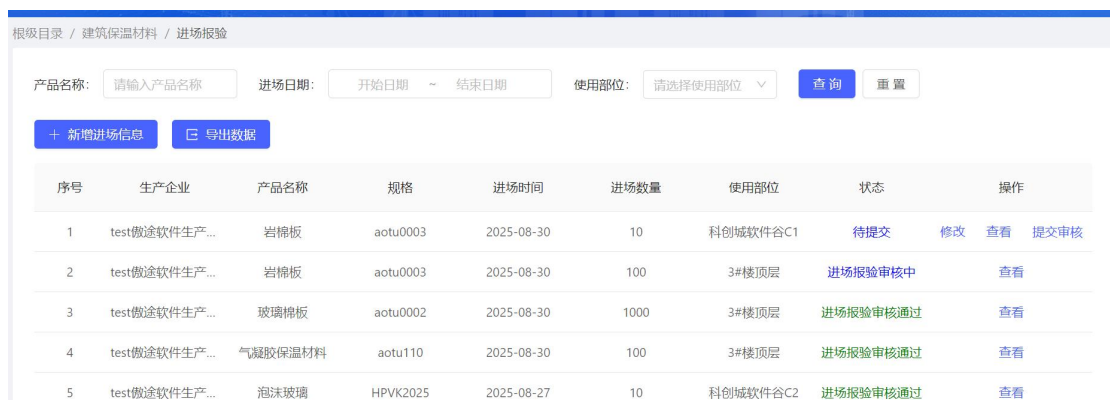 根级目录 / 建筑保温材料 / 进场报验
产品名称： 请输入产品名称 进场日期： 开始日期 ~ 结束日期 使用部位： 请选择使用部位 查 询 重 置
+ 新增进场信息 导出数据
序号 生产企业 产品名称 规格 进场时间 进场数量 使用部位 状态 操作
1 test傲途软件生产... 岩棉板 aotu0003 2025-08-30 10 科创城软件谷C1 待提交 修改 查看 提交审核
2 test傲途软件生产... 岩棉板 aotu0003 2025-08-30 100 3#楼顶层 进场报验审核中 查看
3 test傲途软件生产... 玻璃棉板 aotu0002 2025-08-30 1000 3#楼顶层 进场报验审核通过 查看
4 test傲途软件生产... 气凝胶保温材料 aotu110 2025-08-30 100 3#楼顶层 进场报验审核通过 查看
5 test傲途软件生产... 泡沫玻璃 HPVK2025 2025-08-27 10 科创城软件谷C2 进场报验审核通过 查看